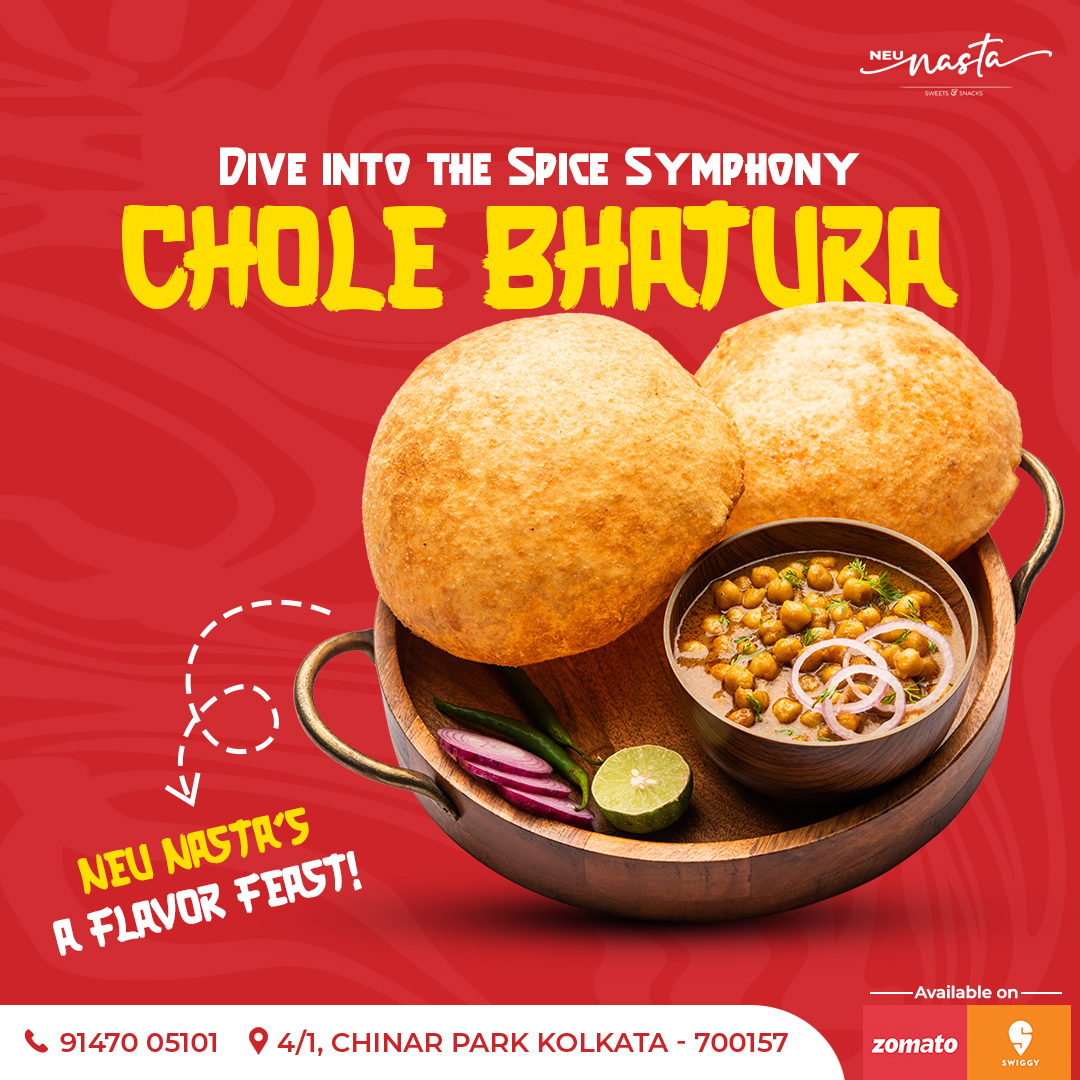 NEU nasta
SWEETS & SNACKS
DIVE INTO THE SPICE SYMPHONY
CHOLE BHATURA
NEU NASTA'S
A FLAVOR FEAST!
Available on
91470 05101 4/1, CHINAR PARK KOLKATA - 700157
zomato
SWIGGY